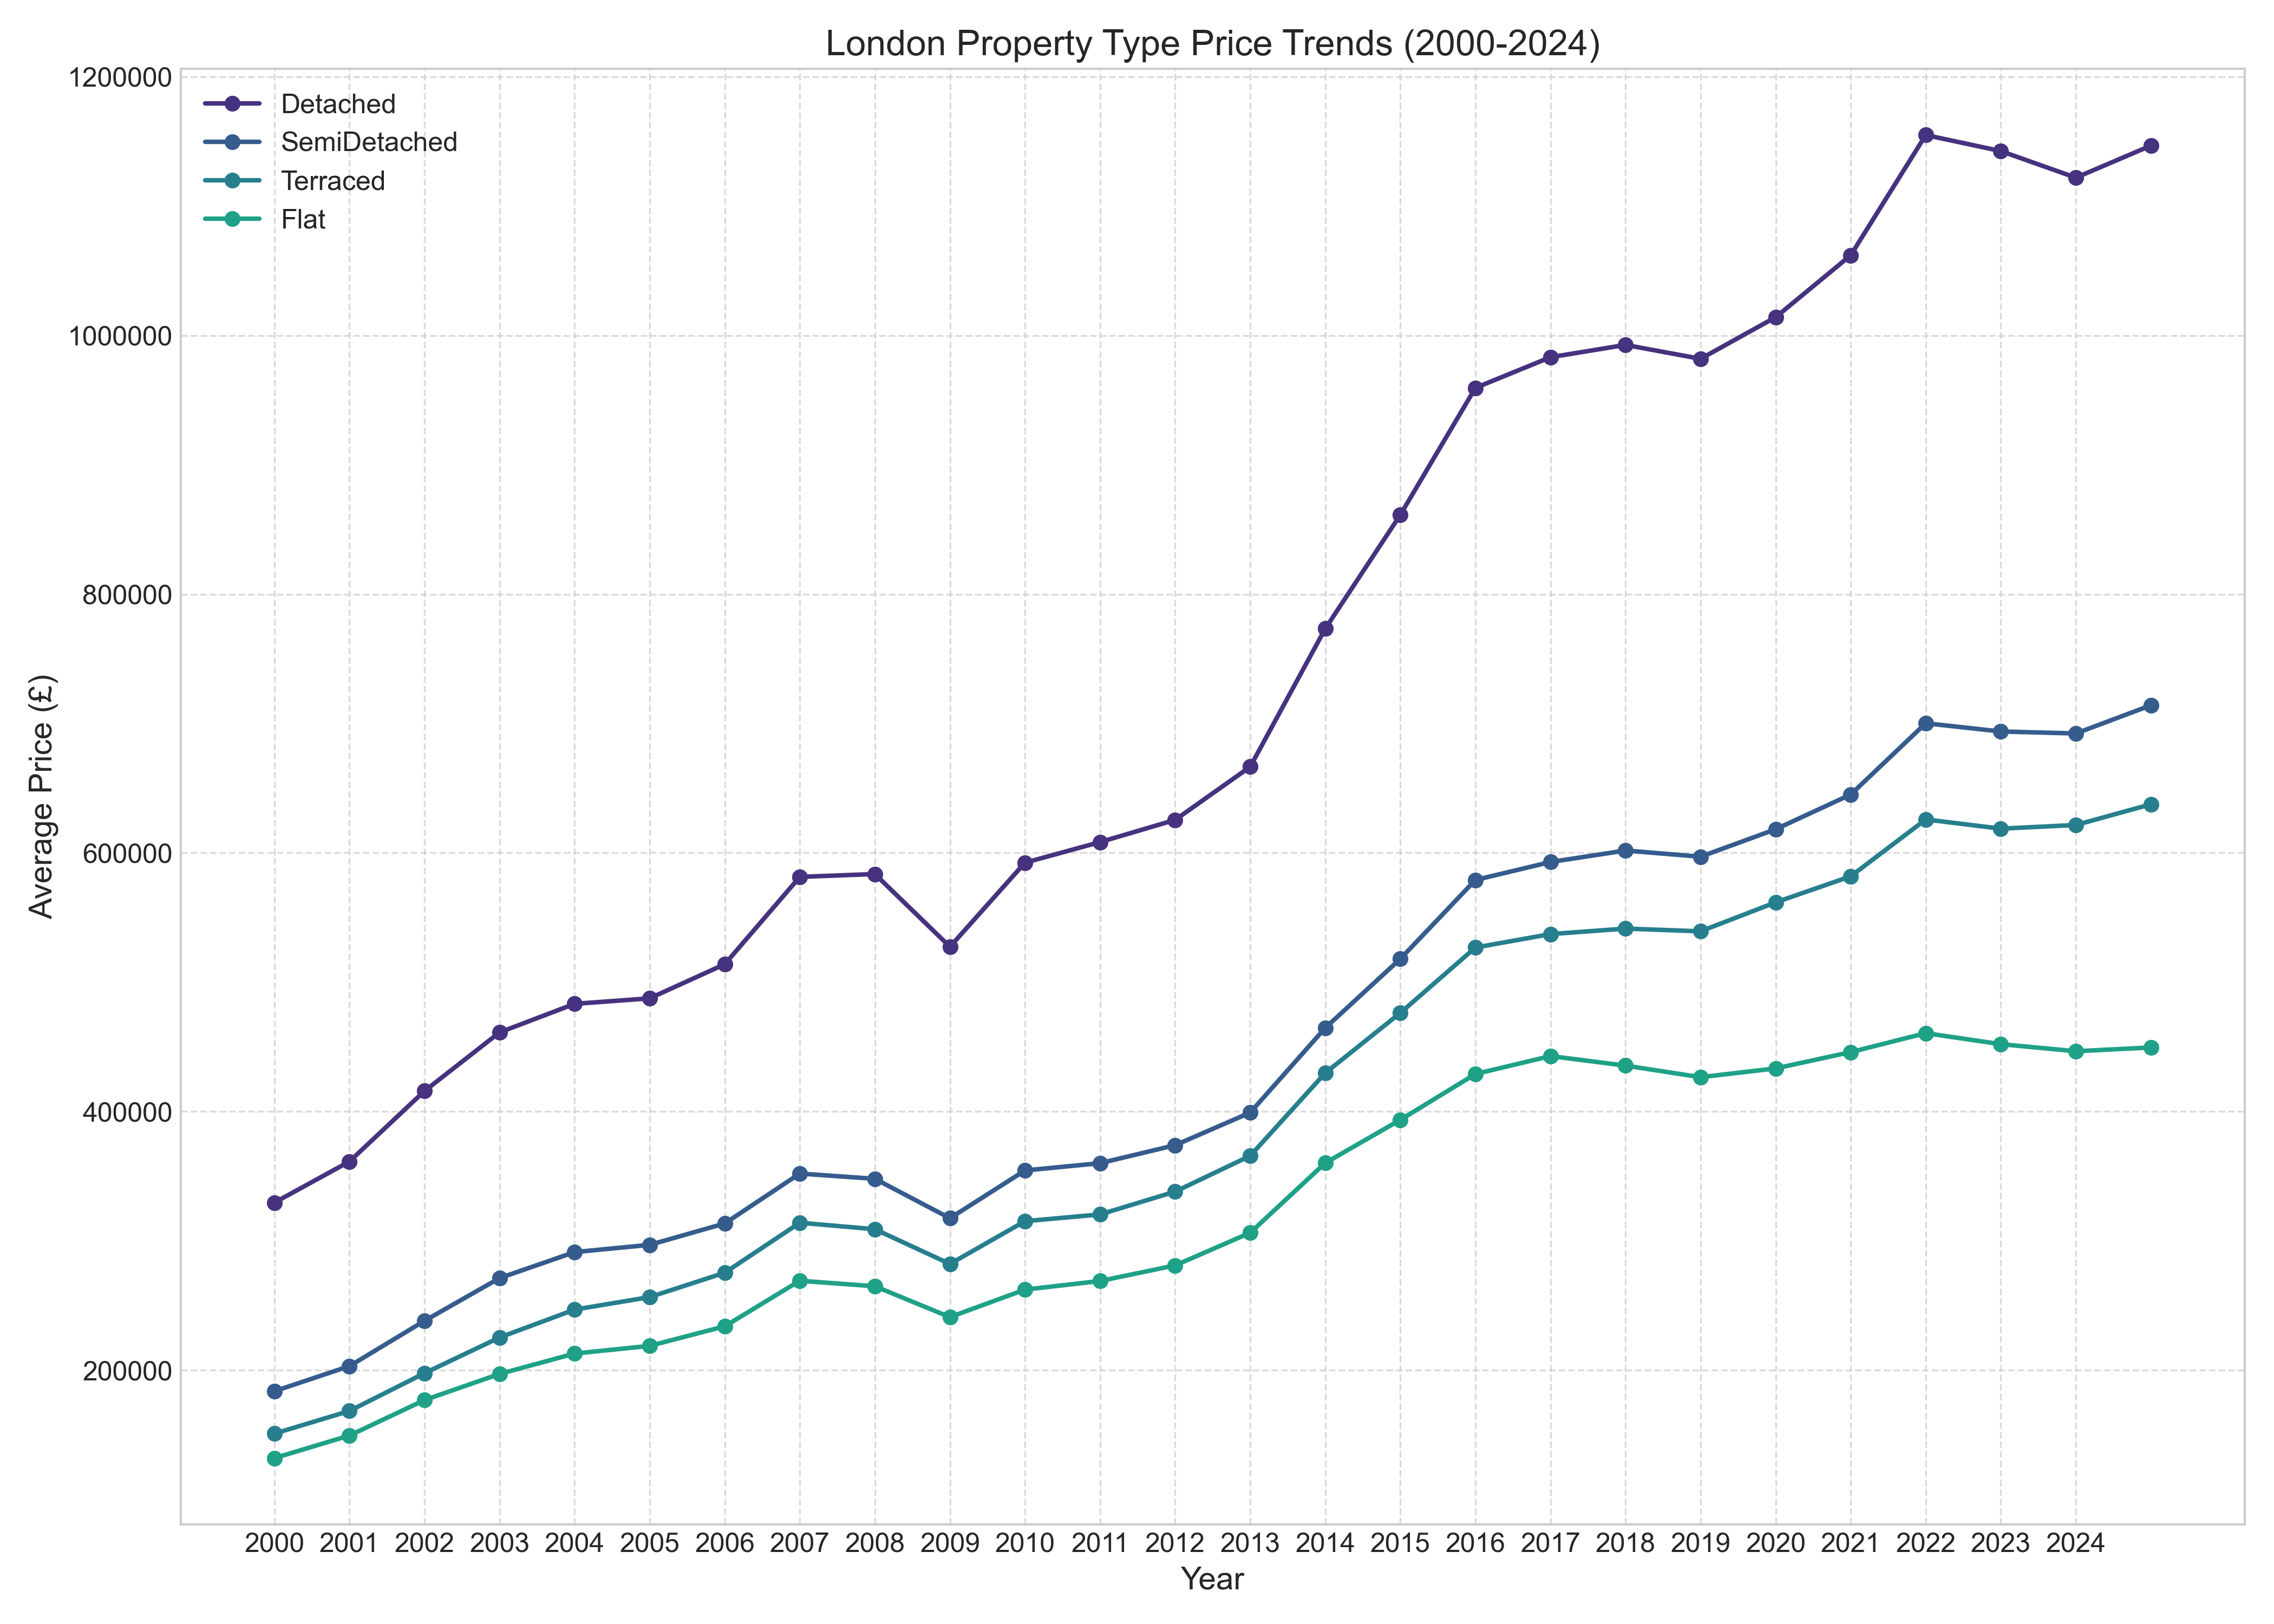 London Property Type Price Trends (2000-2024)
1200000
Detached
SemiDetached
Terraced
Flat
1000000
800000
Average Price (£)
600000
400000
200000
2000 2001 2002 2003 2004 2005 2006 2007 2008 2009 2010 2011 2012 2013 2014 2015 2016 2017 2018 2019 2020 2021 2022 2023 2024
Year